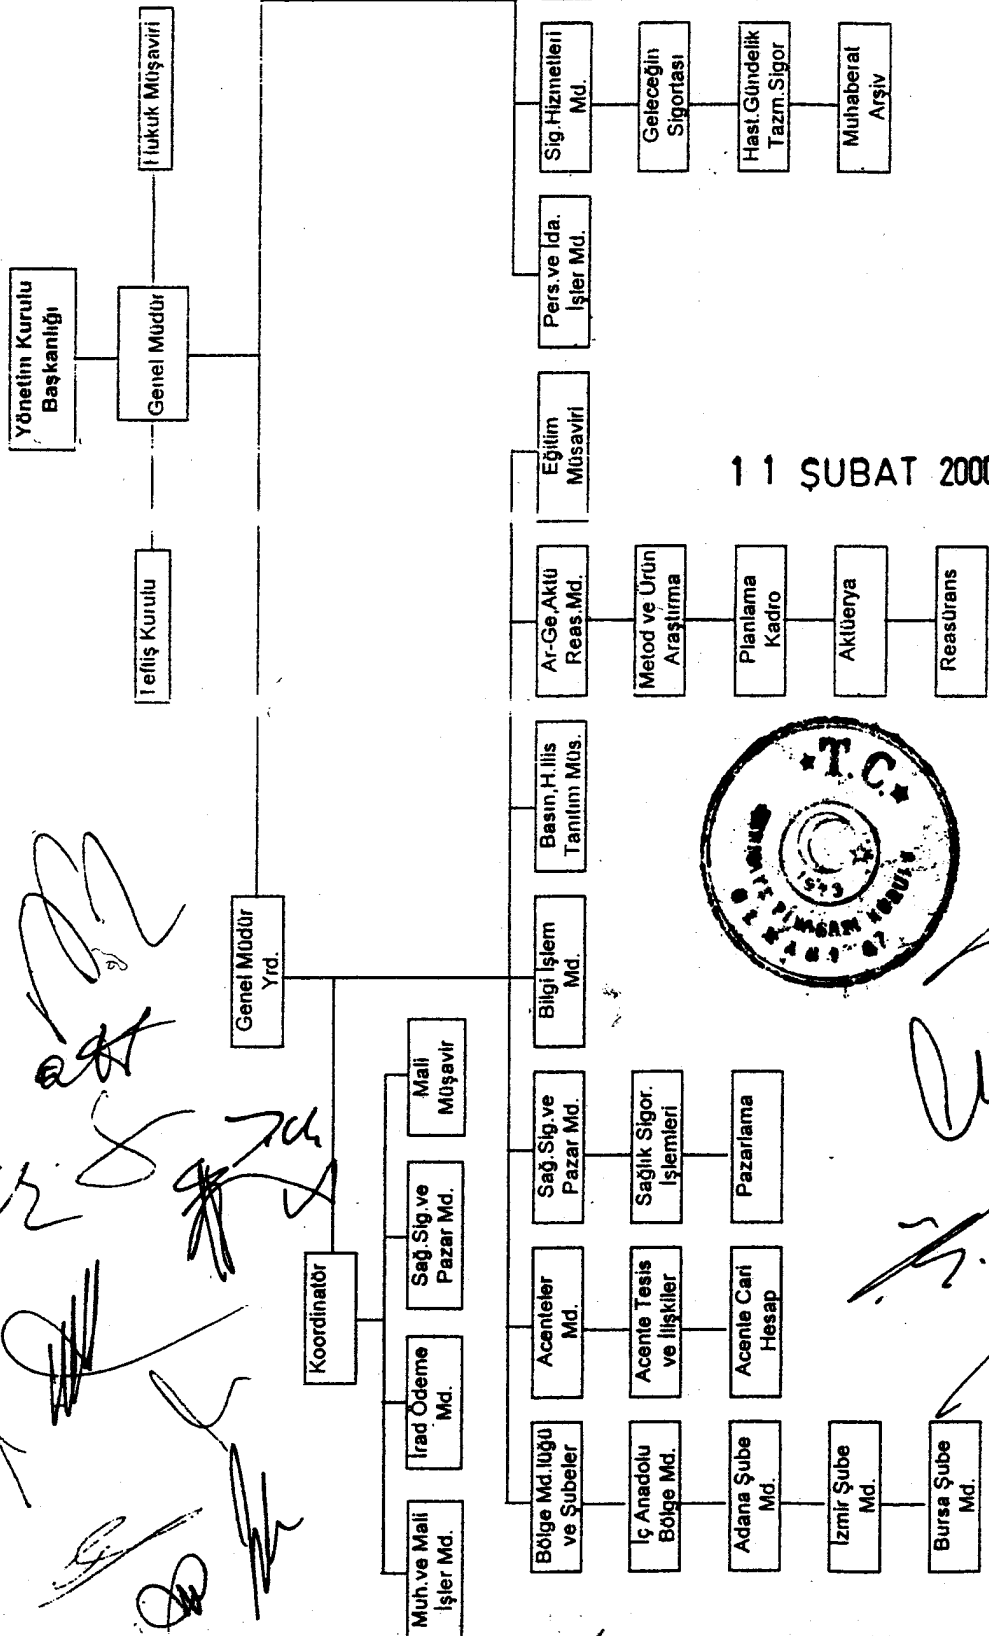 Yönetim Kurulu
Başkanlığı
Teftiş Kurulu
Genel Müdür
Hukuk Müşaviri
Genel Müdür
Yrd.
Koordinatör
Muh.ve Mali
İşler Md.
İrad Ödeme
Md.
Sağ.Sig.ve
Pazar Md.
Mali
Müşavir
Bölge Md.lüğü
ve Şubeler
Acenteler
Md.
Sağ.Sig.ve
Pazar Md.
Bilgi İşlem
Md.
Basın,H.İlis
Tanıtım Müs.
Ar-Ge,Aktü
Reas.Md.
Eğitim
Müsaviri
Pers.ve İda.
İşler Md.
Sig.Hizmetleri
Md.
İç Anadolu
Bölge Md.
Acente Tesis
ve İlişkiler
Sağlık Sigor.
İşlemleri
Metod ve Ürün
Araştırma
Geleceğin
Sigortası
Adana Şube
Md.
Acente Cari
Hesap
Pazarlama
Planlama
Kadro
Hast.Gündelik
Tazm.Sigor
İzmir Şube
Md.
Aktüerya
Muhaberat
Arşiv
Bursa Şube
Md.
Reasürans
11 ŞUBAT 2000
T.C.
1973